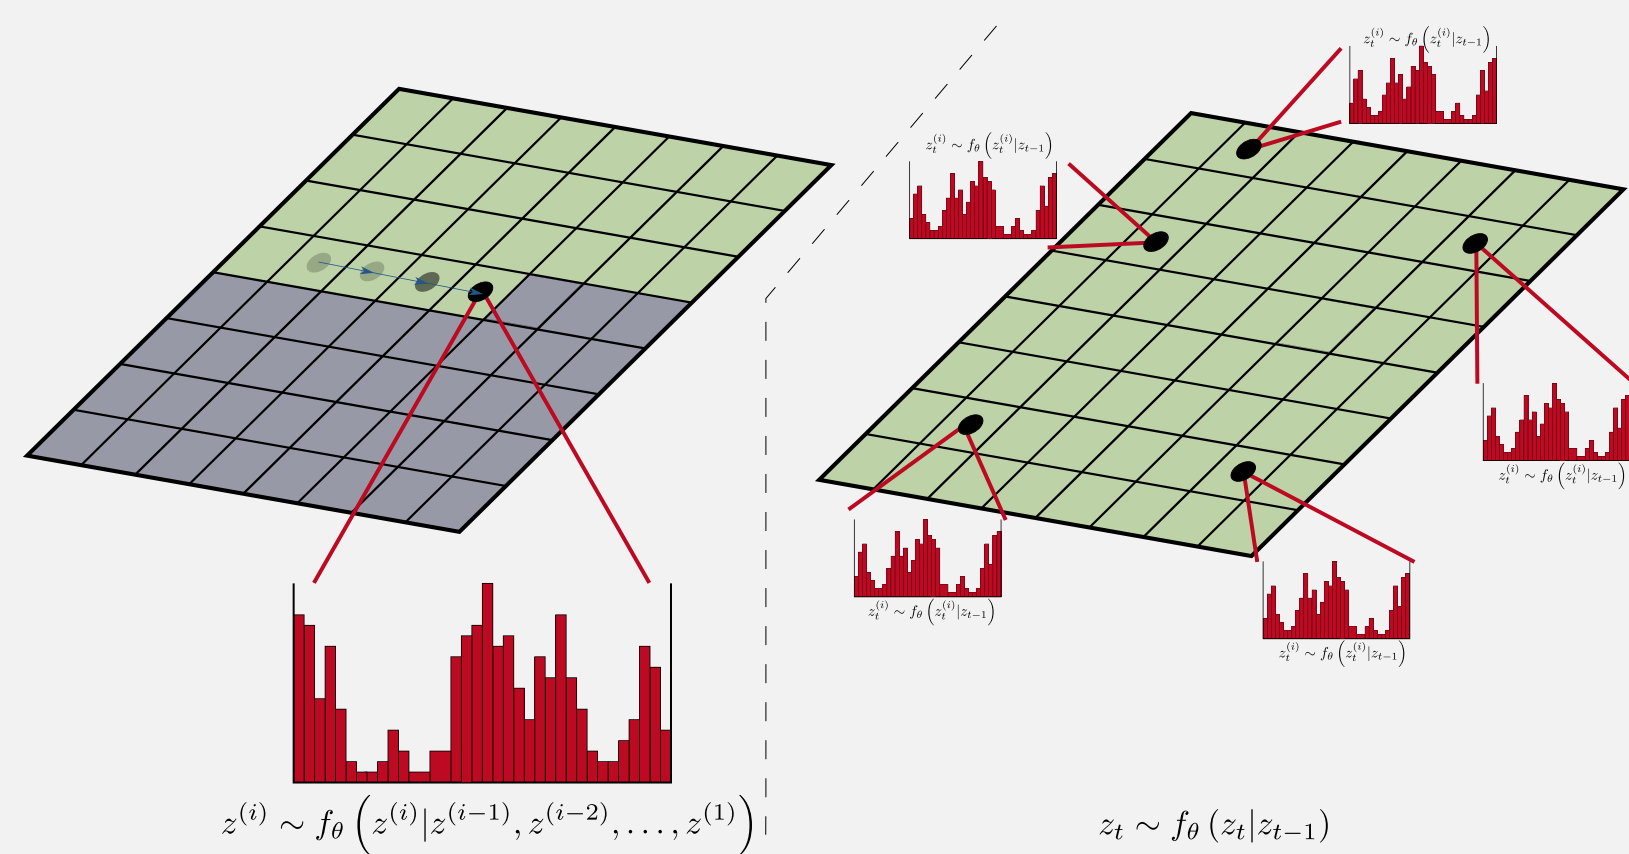 z_t^{(i)} ∼ f_θ (z_t^{(i)}|z_{t−1})
z_t^{(i)} ∼ f_θ (z_t^{(i)}|z_{t−1})
z_t^{(i)} ∼ f_θ (z_t^{(i)}|z_{t−1})
z_t^{(i)} ∼ f_θ (z_t^{(i)}|z_{t−1})
z_t^{(i)} ∼ f_θ (z_t^{(i)}|z_{t−1})
z^{(i)} ∼ f_θ (z^{(i)}|z^{(i−1)}, z^{(i−2)}, . . . , z^{(1)})
z_t ∼ f_θ (z_t|z_{t−1})